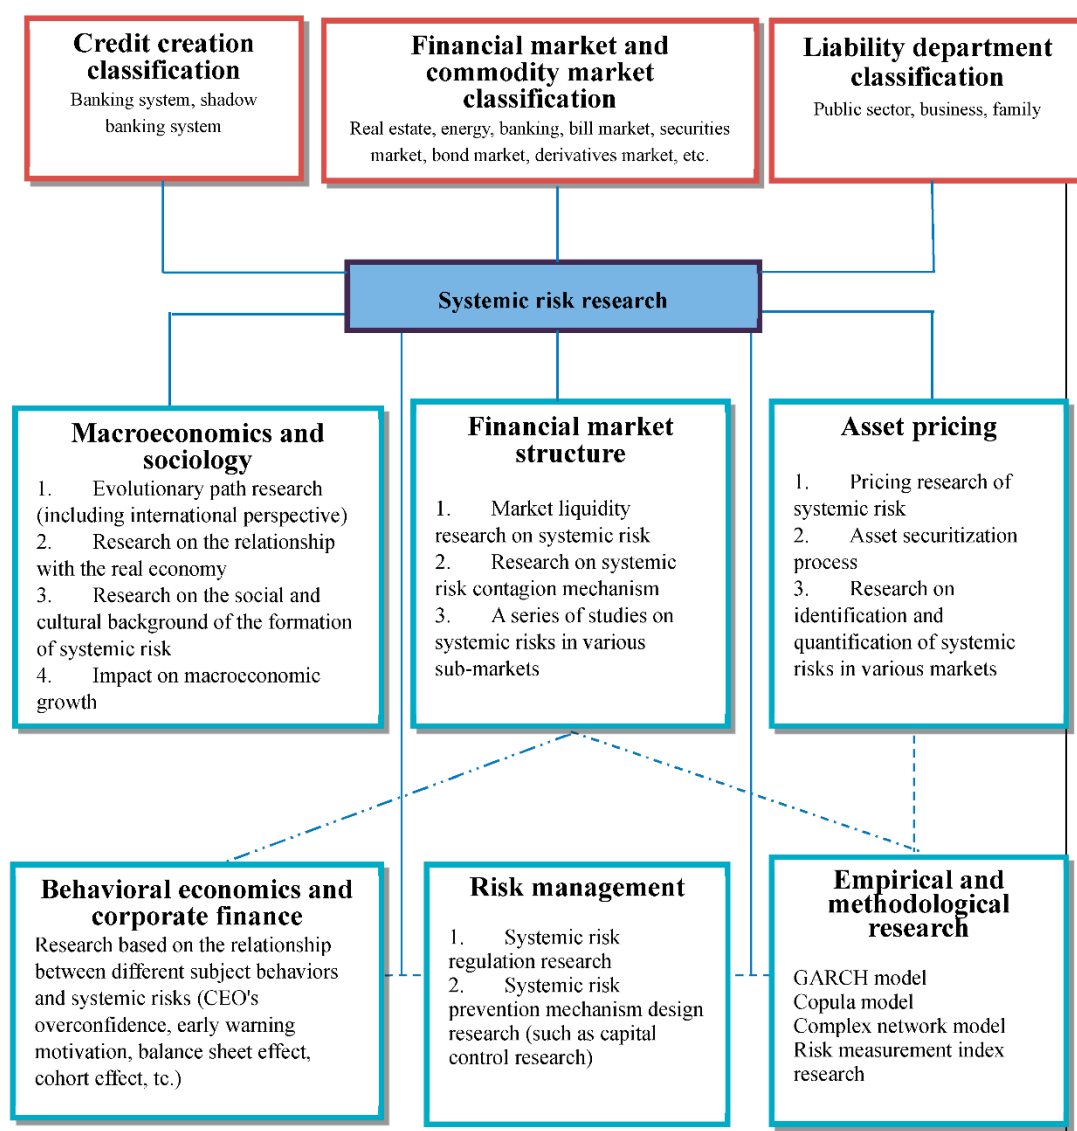 Credit creation
classification
Banking system, shadow
banking system
Financial market and
commodity market
classification
Real estate, energy, banking, bill market, securities
market, bond market, derivatives market, etc.
Liability department
classification
Public sector, business, family
Systemic risk research
Macroeconomics and
sociology
1. Evolutionary path research
(including international perspective)
2. Research on the relationship
with the real economy
3. Research on the social and
cultural background of the formation
of systemic risk
4. Impact on macroeconomic
growth
Financial market
structure
1. Market liquidity
research on systemic risk
2. Research on systemic
risk contagion mechanism
3. A series of studies on
systemic risks in various
sub-markets
Asset pricing
1. Pricing research of
systemic risk
2. Asset securitization
process
3. Research on
identification and
quantification of systemic
risks in various markets
Behavioral economics and
corporate finance
Research based on the relationship
between different subject behaviors
and systemic risks (CEO's
overconfidence, early warning
motivation, balance sheet effect,
cohort effect, tc.)
Risk management
1. Systemic risk
regulation research
2. Systemic risk
prevention mechanism design
research (such as capital
control research)
Empirical and
methodological
research
GARCH model
Copula model
Complex network model
Risk measurement index
research